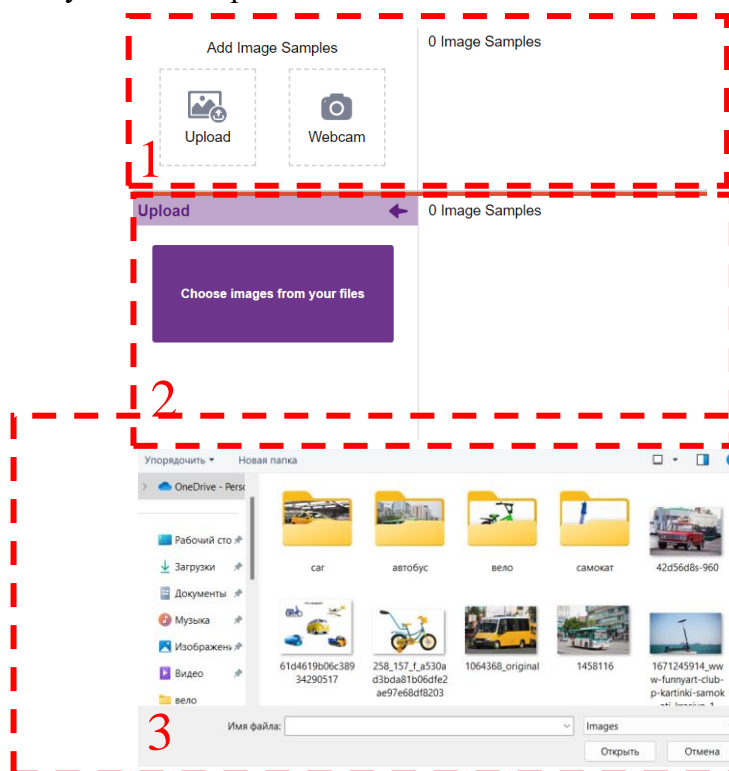 Add Image Samples
0 Image Samples
Upload
Webcam
1
Upload
0 Image Samples
Choose images from your files
2
Упорядочить
Новая папка
OneDrive - Persc
Рабочий сто
Загрузки
Документы
Музыка
Изображень
Видео
вело
car
автобус
вело
самокат
42d56d8s-960
61d4619b06c389
34290517
258_157_f_a530a
d3bda81b06dfe2
ae97e68df8203
1064368_original
1458116
1671245914_ww
w-funnyart-club-
p-kartinki-samok
3
Имя файла:
Images
Открыть
Отмена